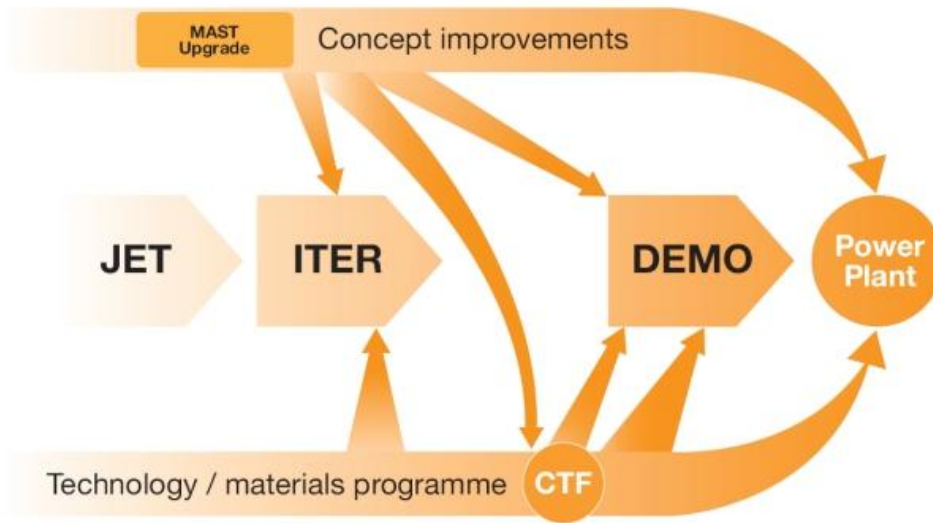 MAST
Upgrade
Concept improvements
JET
ITER
DEMO
Power
Plant
Technology / materials programme
CTF